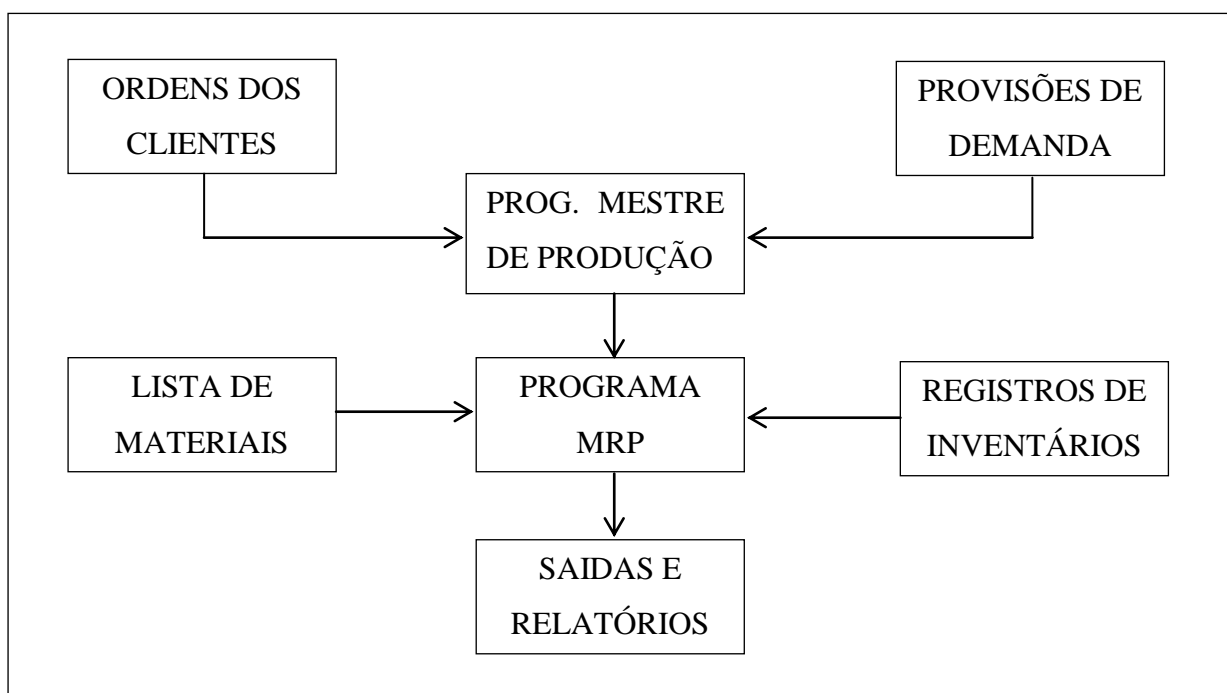 ORDENS DOS
CLIENTES
PROVISÕES DE
DEMANDA
PROG. MESTRE
DE PRODUÇÃO
LISTA DE
MATERIAIS
PROGRAMA
MRP
REGISTROS DE
INVENTÁRIOS
SAIDAS E
RELATÓRIOS